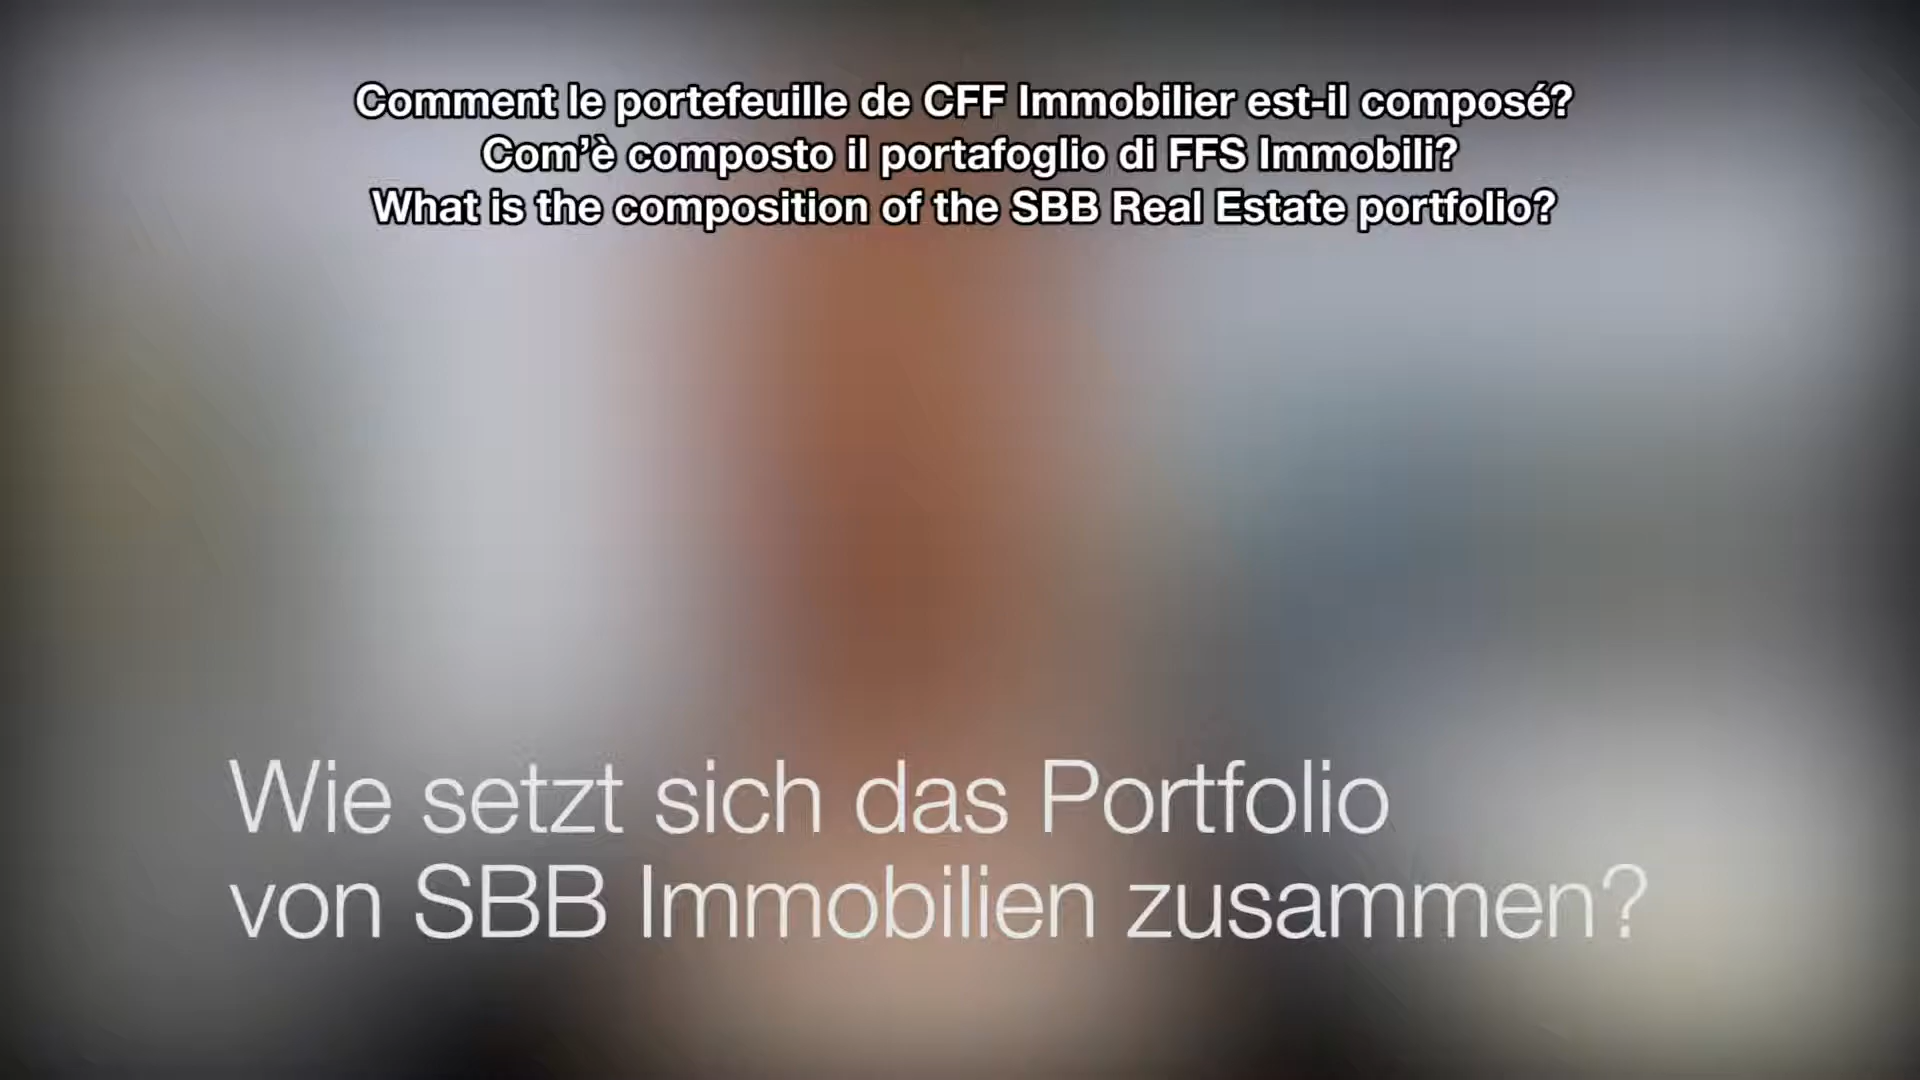 Comment le portefeuille de CFF Immobilier est-il composé?
Com’è composto il portafoglio di FFS Immobili?
What is the composition of the SBB Real Estate portfolio?
Wie setzt sich das Portfolio
von SBB Immobilien zusammen?